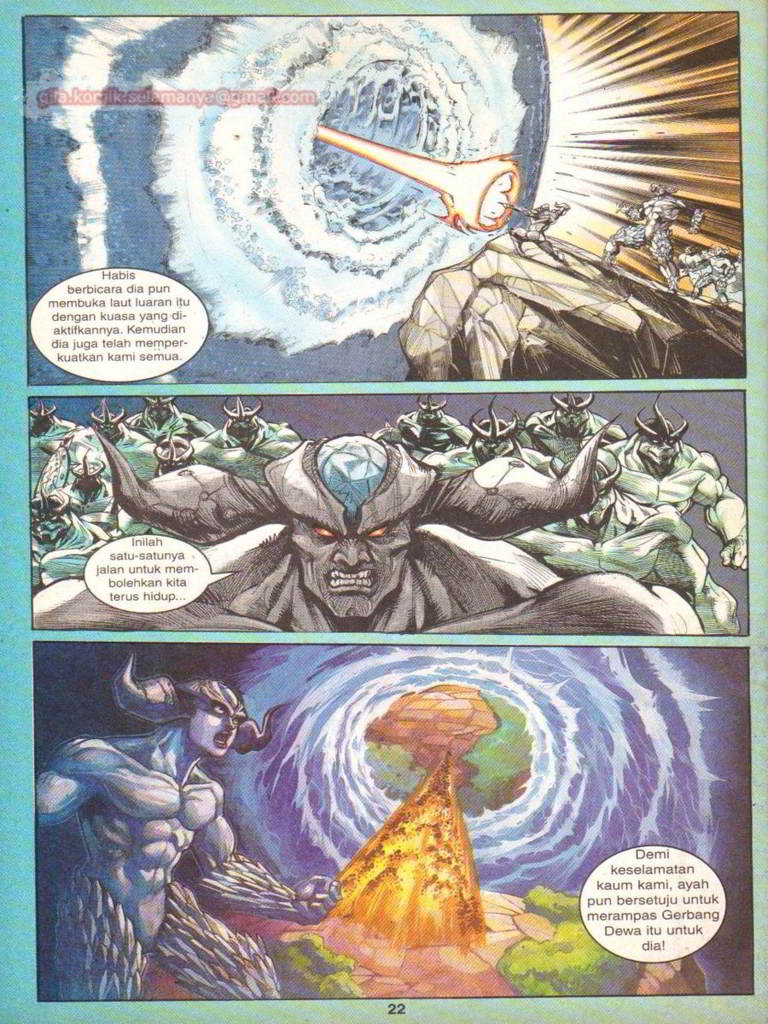 gila.komik.selamanya@gmail.com
Habis
berbicara dia pun
membuka laut luaran itu
dengan kuasa yang di-
aktifkannya. Kemudian
dia juga telah memper-
kuatkan kami semua.
Inilah
satu-satunya
jalan untuk mem-
bolehkan kita
terus hidup...
Demi
keselamatan
kaum kami, ayah
pun bersetuju untuk
merampas Gerbang
Dewa itu untuk
dia!
22